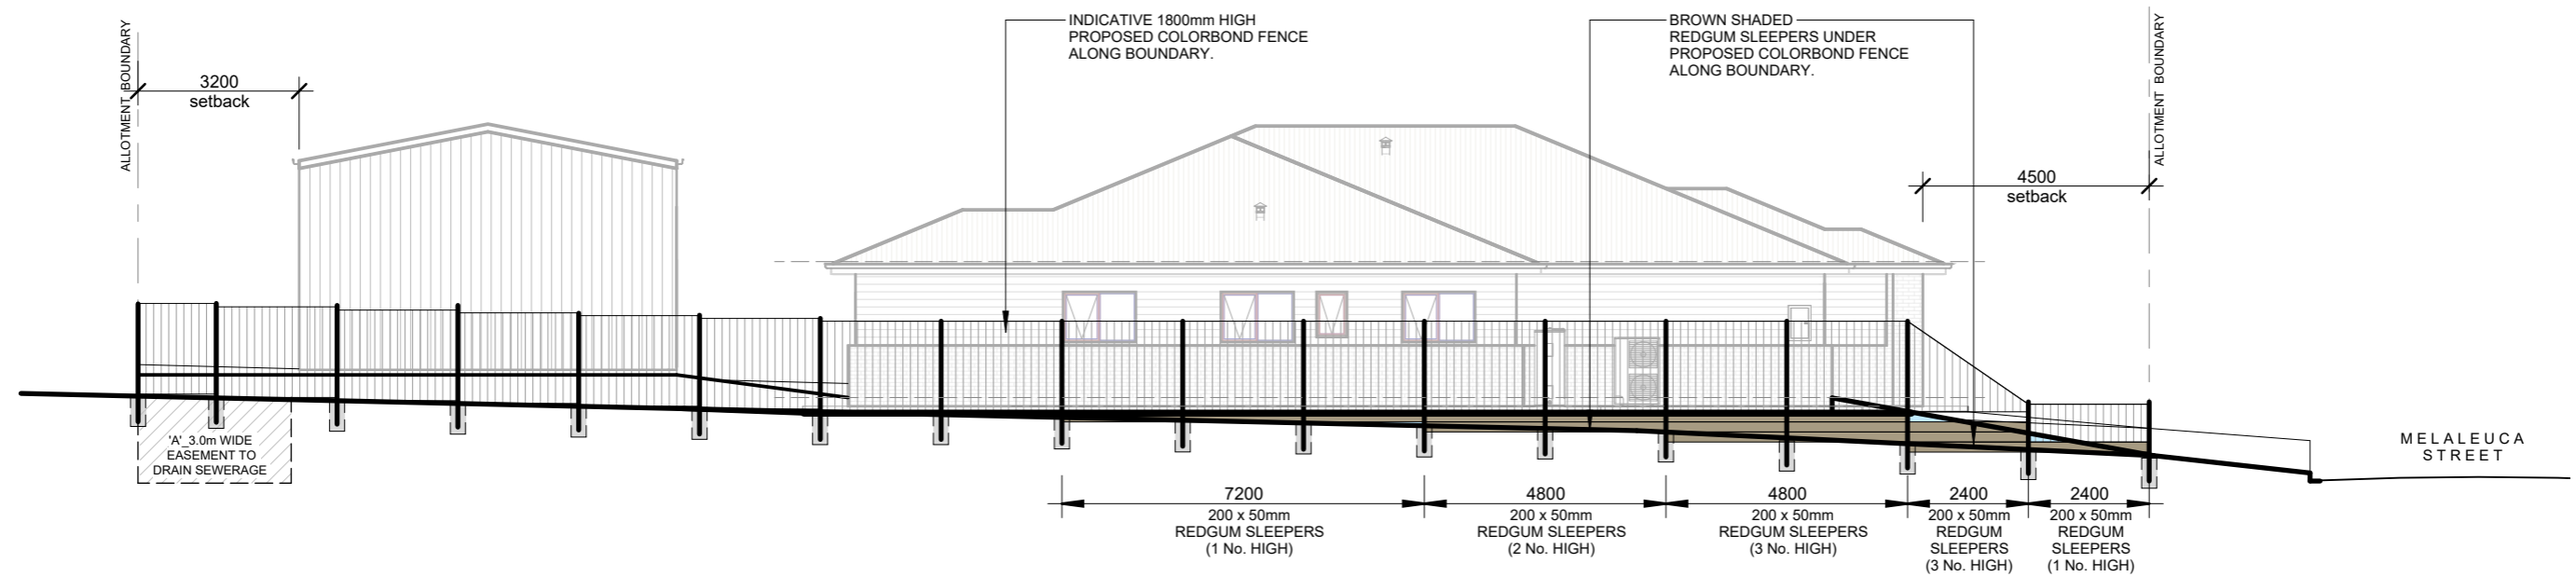 ALLOTMENT BOUNDARY
3200
setback
INDICATIVE 1800mm HIGH
PROPOSED COLORBOND FENCE
ALONG BOUNDARY.
BROWN SHADED
REDGUM SLEEPERS UNDER
PROPOSED COLORBOND FENCE
ALONG BOUNDARY.
ALLOTMENT BOUNDARY
4500
setback
'A'_3.0m WIDE
EASEMENT TO
DRAIN SEWERAGE
MELALEUCA
STREET
7200
200 x 50mm
REDGUM SLEEPERS
(1 No. HIGH)
4800
200 x 50mm
REDGUM SLEEPERS
(2 No. HIGH)
4800
200 x 50mm
REDGUM SLEEPERS
(3 No. HIGH)
2400
200 x 50mm
REDGUM
SLEEPERS
(3 No. HIGH)
2400
200 x 50mm
REDGUM
SLEEPERS
(1 No. HIGH)